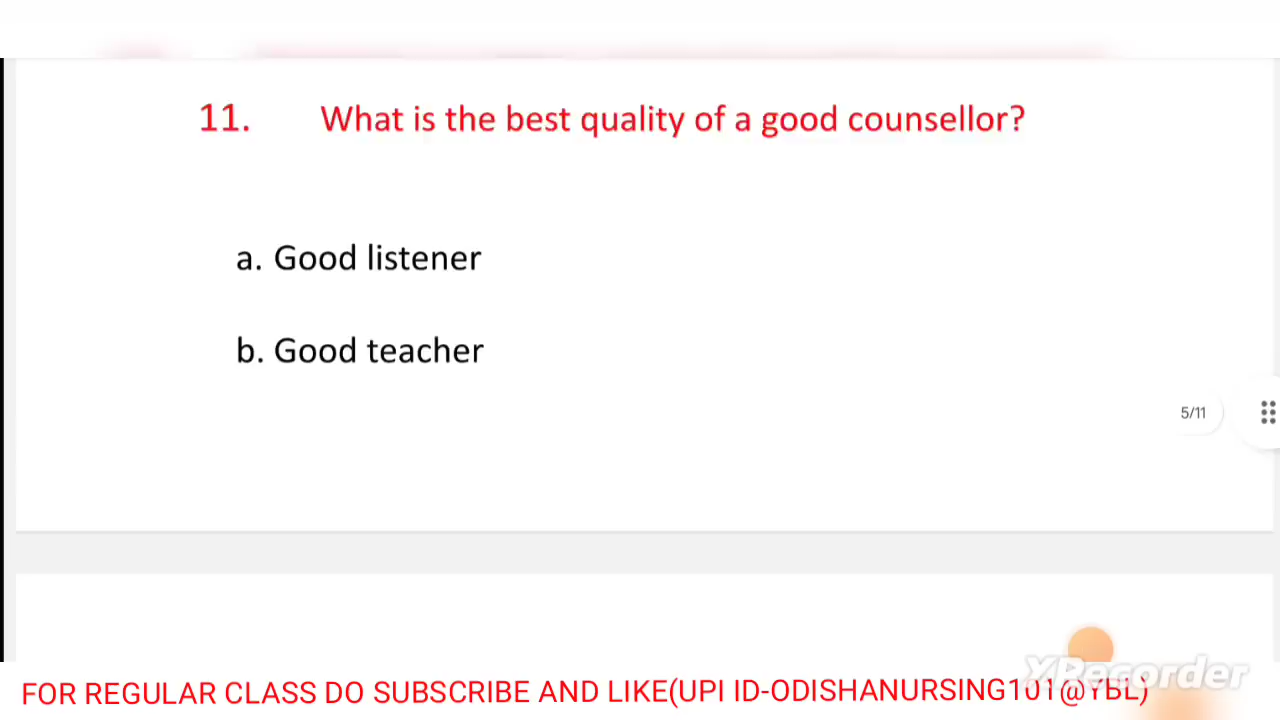 11. What is the best quality of a good counsellor?
a. Good listener
b. Good teacher
5/11
XRecorder
FOR REGULAR CLASS DO SUBSCRIBE AND LIKE(UPI ID-ODISHANURSING101@YBL)